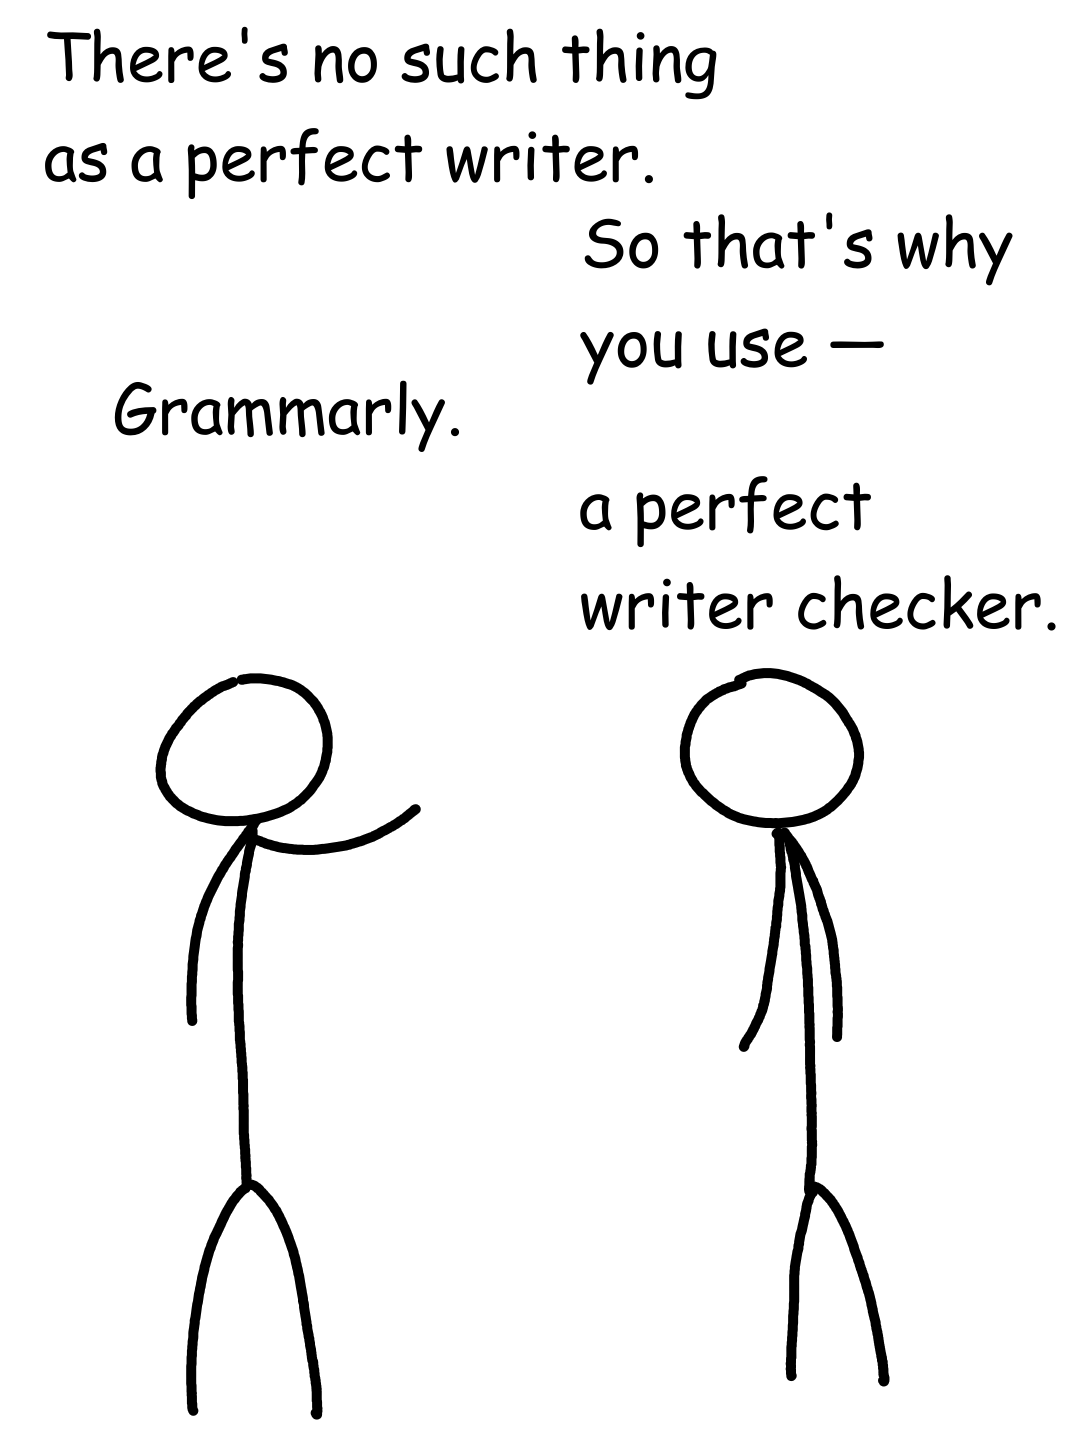 There's no such thing
as a perfect writer.
So that's why
you use —
Grammarly.
a perfect
writer checker.